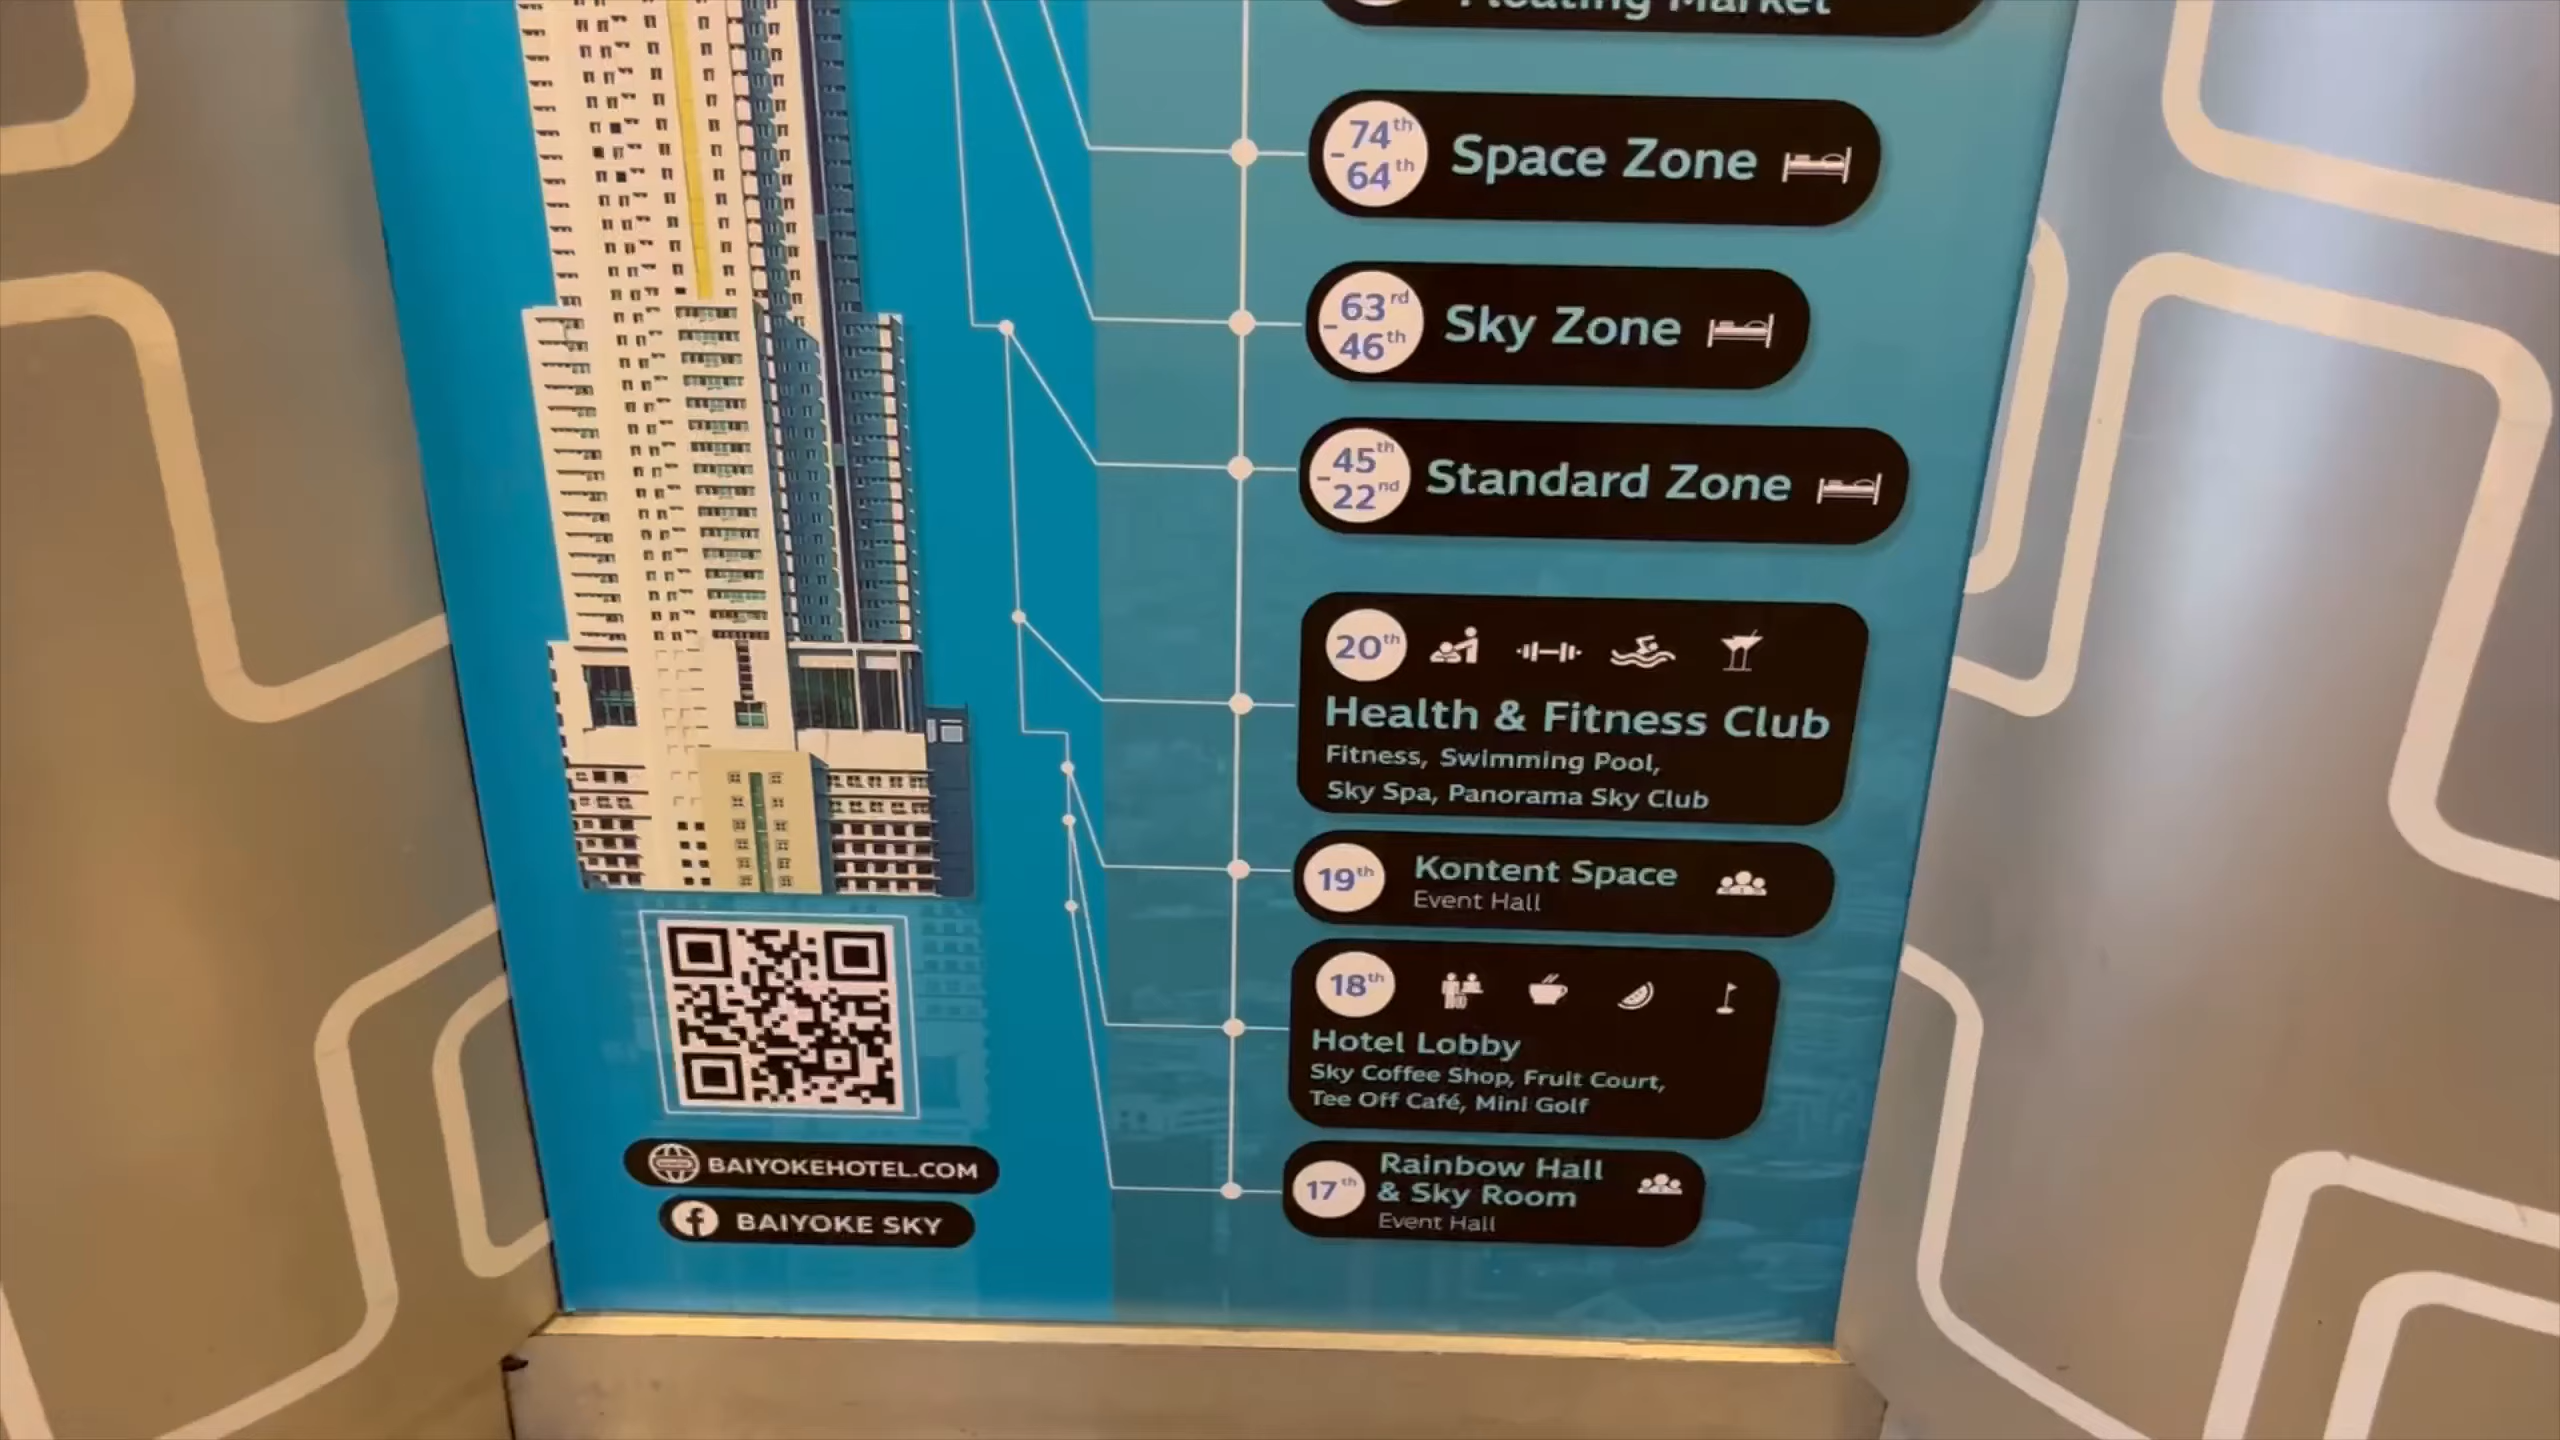 Floating Market
74th
-64th
Space Zone
63rd
-46th
Sky Zone
45th
-22nd
Standard Zone
20th
Health & Fitness Club
Fitness, Swimming Pool,
Sky Spa, Panorama Sky Club
19th
Kontent Space
Event Hall
18th
Hotel Lobby
Sky Coffee Shop, Fruit Court,
Tee Off Café, Mini Golf
17th
Rainbow Hall
& Sky Room
Event Hall
BAIYOKEHOTEL.COM
BAIYOKE SKY